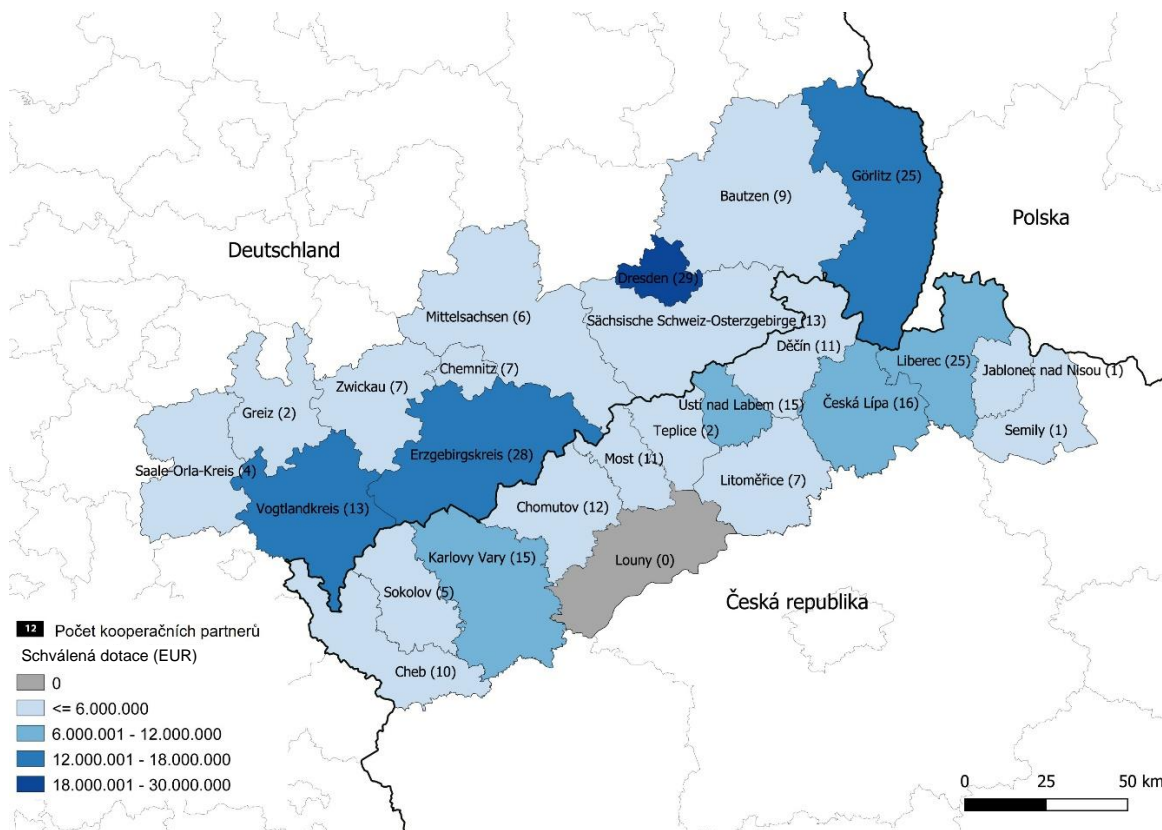 Görlitz (25)
Bautzen (9)
Polska
Deutschland
Dresden (29)
Mittelsachsen (6)
Sächsische Schweiz-Osterzgebirge (13)
Děčín (11)
Liberec (25)
Chemnitz (7)
Jablonec nad Nisou (1)
Zwickau (7)
Česká Lípa (16)
Ústí nad Labem (15)
Greiz (2)
Semily (1)
Teplice (2)
Erzgebirgskreis (28)
Most (11)
Saale-Orla-Kreis (4)
Litoměřice (7)
Vogtlandkreis (13)
Chomutov (12)
Karlovy Vary (15)
Louny (0)
Sokolov (5)
Česká republika
Cheb (10)
12 Počet kooperačních partnerů
Schválená dotace (EUR)
0
<= 6.000.000
6.000.001 - 12.000.000
12.000.001 - 18.000.000
18.000.001 - 30.000.000
0 25 50 km